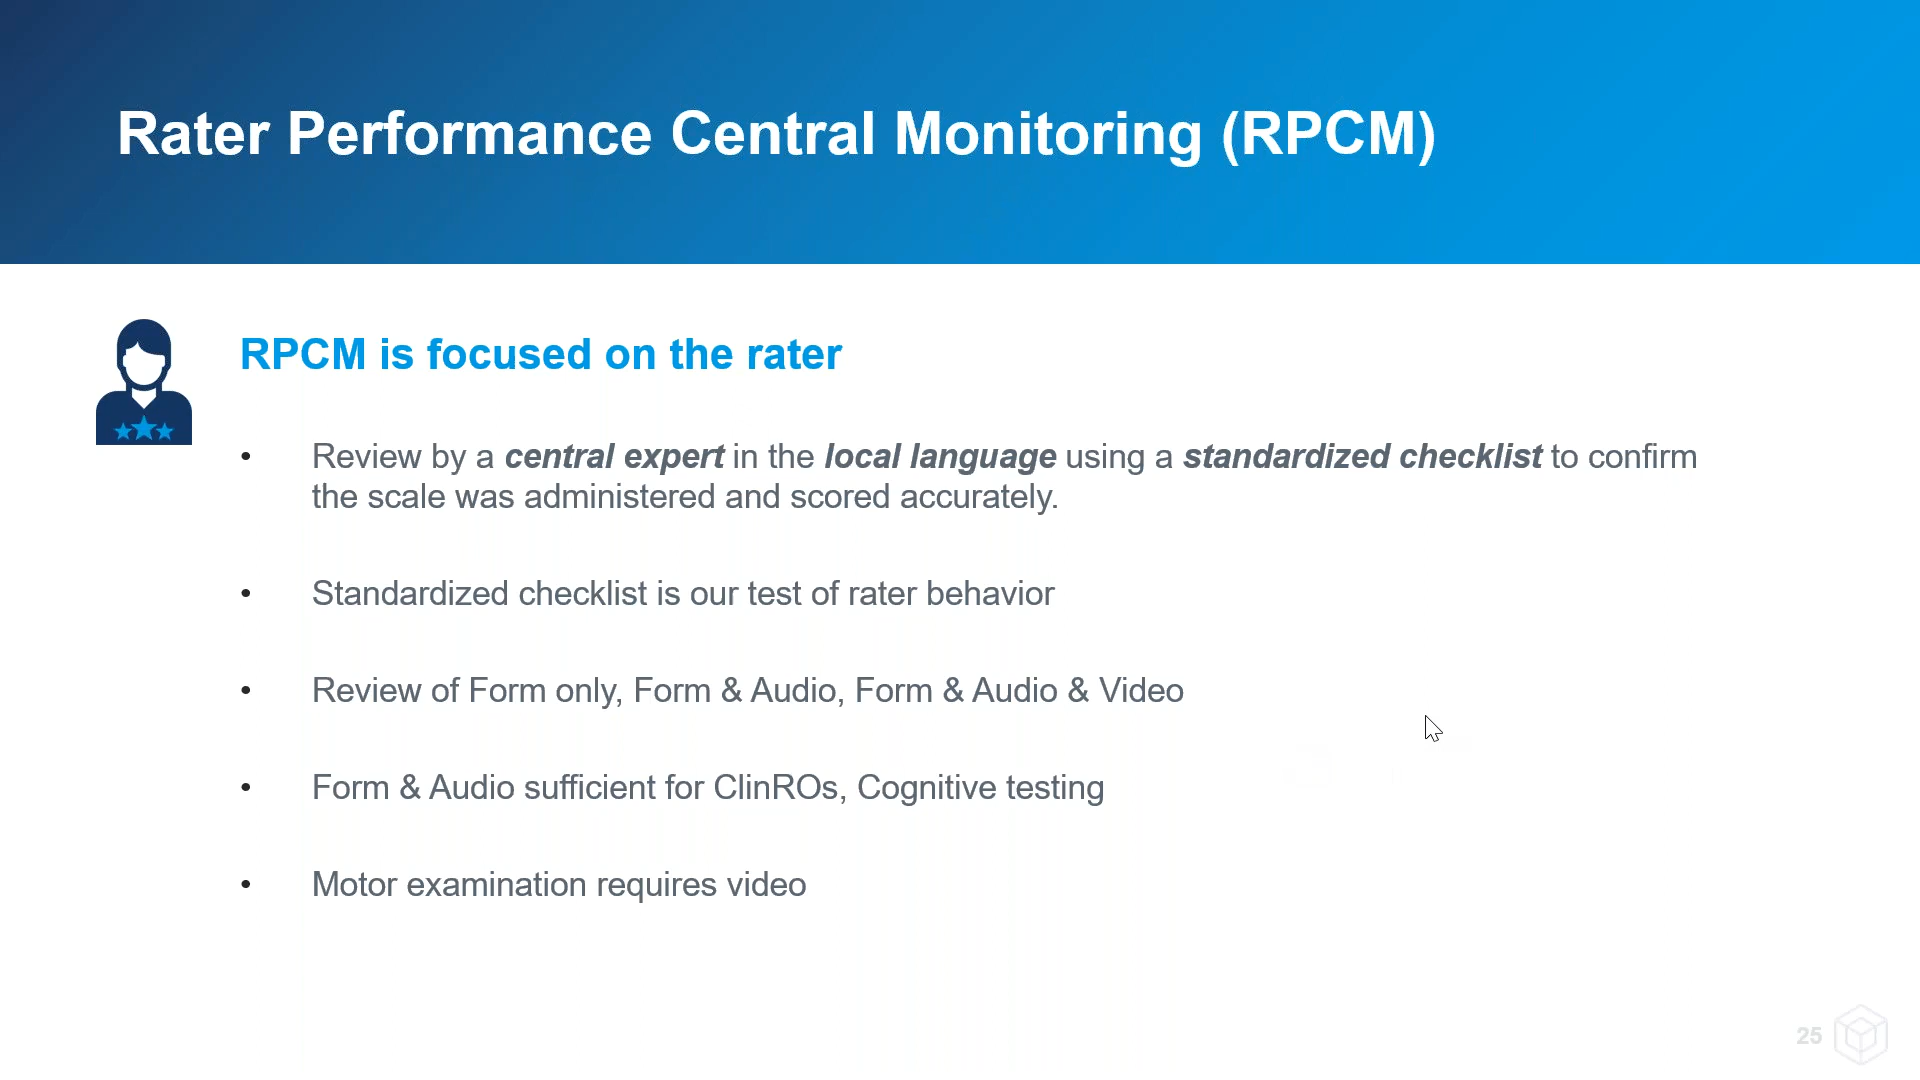 Rater Performance Central Monitoring (RPCM)
RPCM is focused on the rater
• Review by a central expert in the local language using a standardized checklist to confirm
the scale was administered and scored accurately.
• Standardized checklist is our test of rater behavior
• Review of Form only, Form & Audio, Form & Audio & Video
• Form & Audio sufficient for ClinROs, Cognitive testing
• Motor examination requires video
25